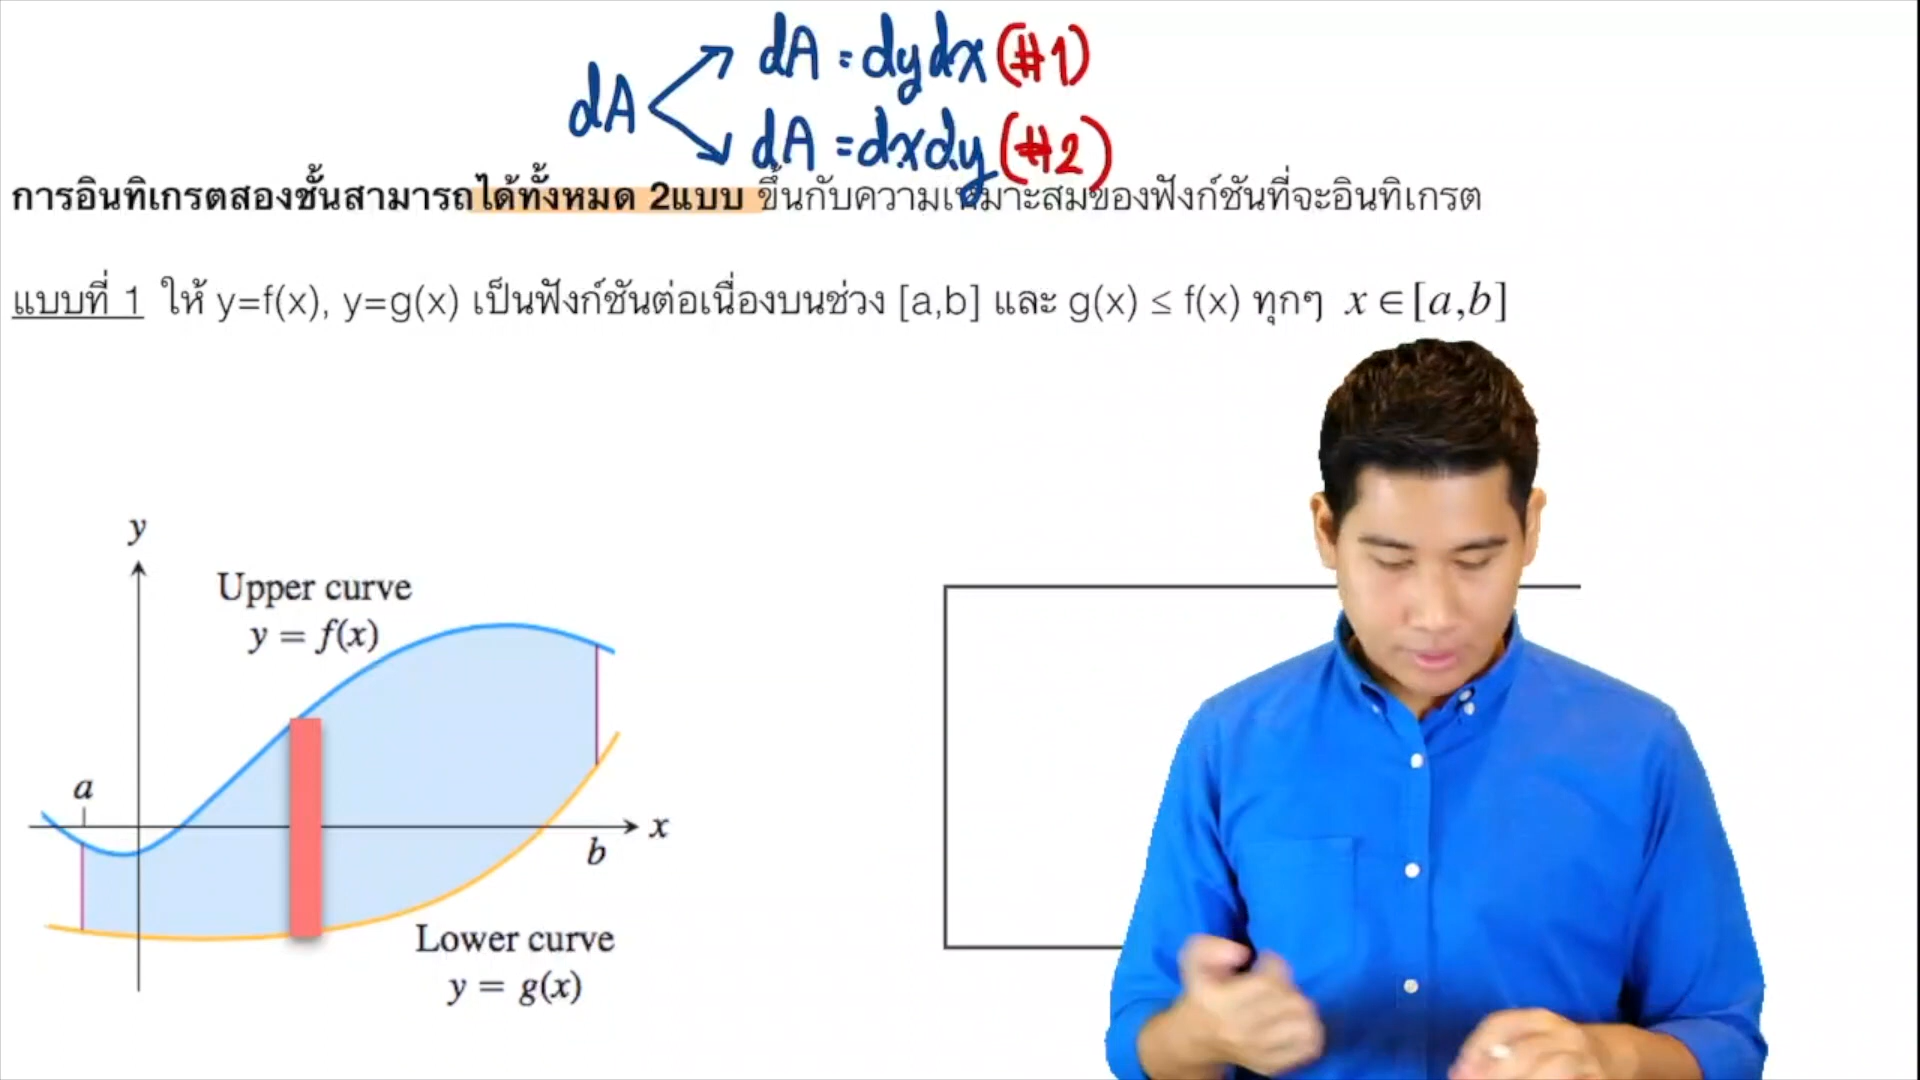 dA = dydx (#1)
dA
dA = dxdy (#2)
การอินทิเกรตสองชั้นสามารถได้ทั้งหมด 2แบบ ขึ้นกับความเหมาะสมของฟังก์ชันที่จะอินทิเกรต
แบบที่ 1 ให้ y=f(x), y=g(x) เป็นฟังก์ชันต่อเนื่องบนช่วง [a,b] และ g(x) ≤ f(x) ทุกๆ x ∈ [a,b]
y
Upper curve
y = f(x)
a
x
b
Lower curve
y = g(x)